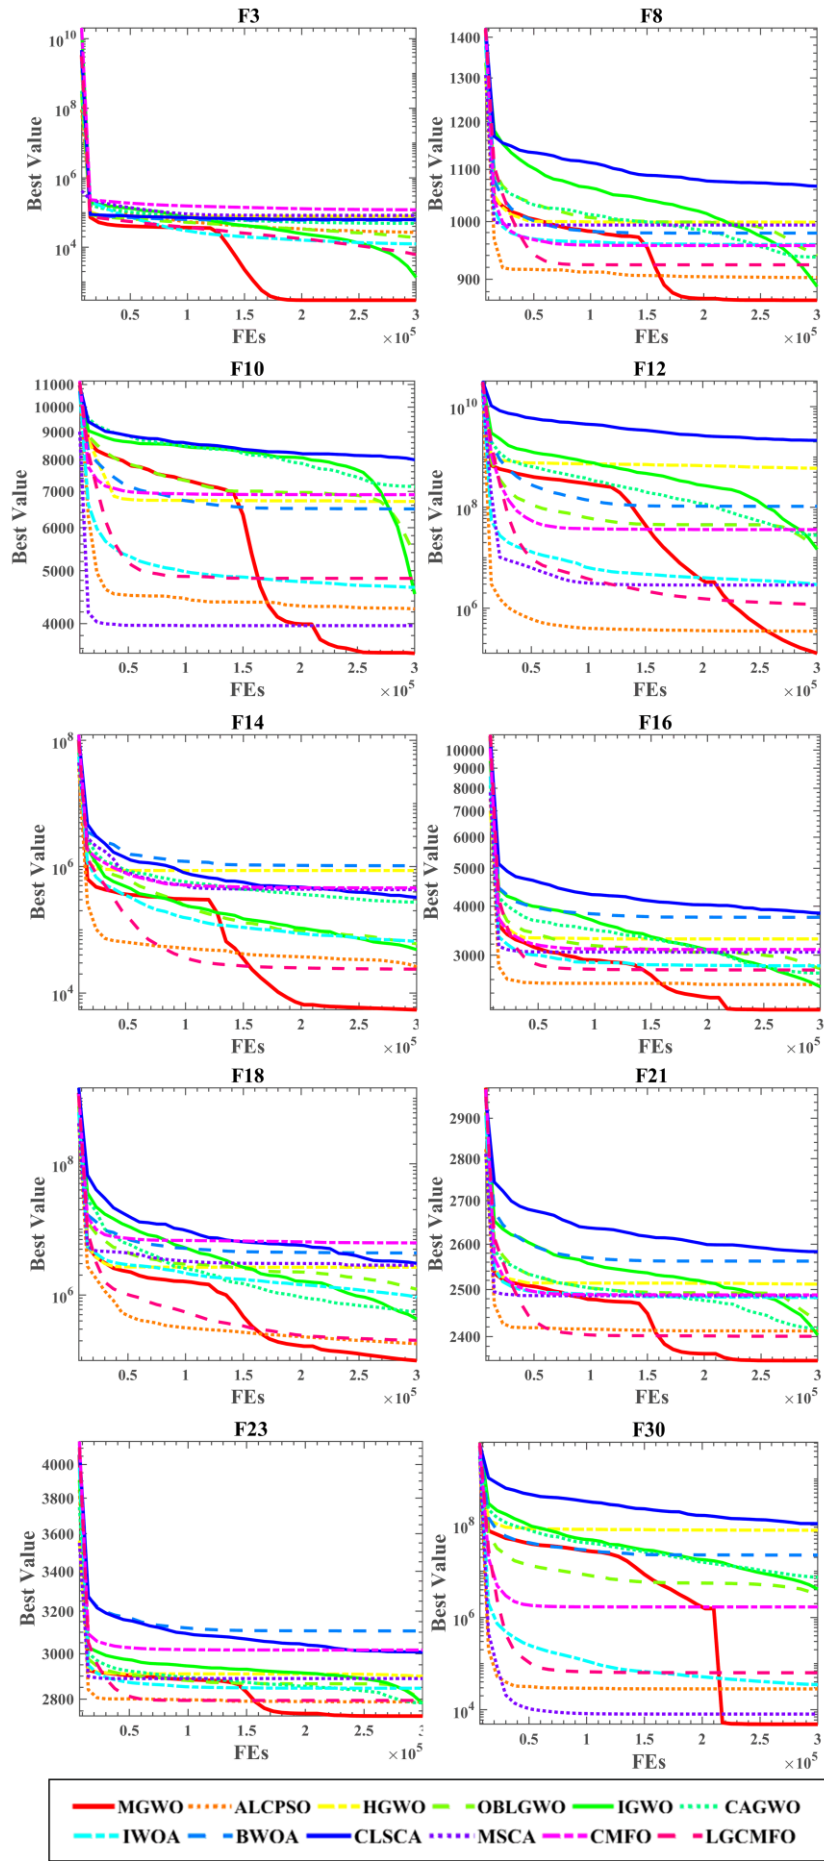 F3
Best Value
10^10
10^8
10^6
10^4
0.5 1 1.5 2 2.5 3
FEs
×10^5
F8
Best Value
1400
1300
1200
1100
1000
900
0.5 1 1.5 2 2.5 3
FEs
×10^5
F10
Best Value
11000
10000
9000
8000
7000
6000
5000
4000
0.5 1 1.5 2 2.5 3
FEs
×10^5
F12
Best Value
10^10
10^8
10^6
0.5 1 1.5 2 2.5 3
FEs
×10^5
F14
Best Value
10^8
10^6
10^4
0.5 1 1.5 2 2.5 3
FEs
×10^5
F16
Best Value
10000
9000
8000
7000
6000
5000
4000
3000
0.5 1 1.5 2 2.5 3
FEs
×10^5
F18
Best Value
10^8
10^6
0.5 1 1.5 2 2.5 3
FEs
×10^5
F21
Best Value
2900
2800
2700
2600
2500
2400
0.5 1 1.5 2 2.5 3
FEs
×10^5
F23
Best Value
4000
3800
3600
3400
3200
3000
2800
0.5 1 1.5 2 2.5 3
FEs
×10^5
F30
Best Value
10^8
10^6
10^4
0.5 1 1.5 2 2.5 3
FEs
×10^5
MGWO ALCPSO HGWO OBLGWO IGWO CAGWO
IWOA BWOA CLSCA MSCA CMFO LGCMFO